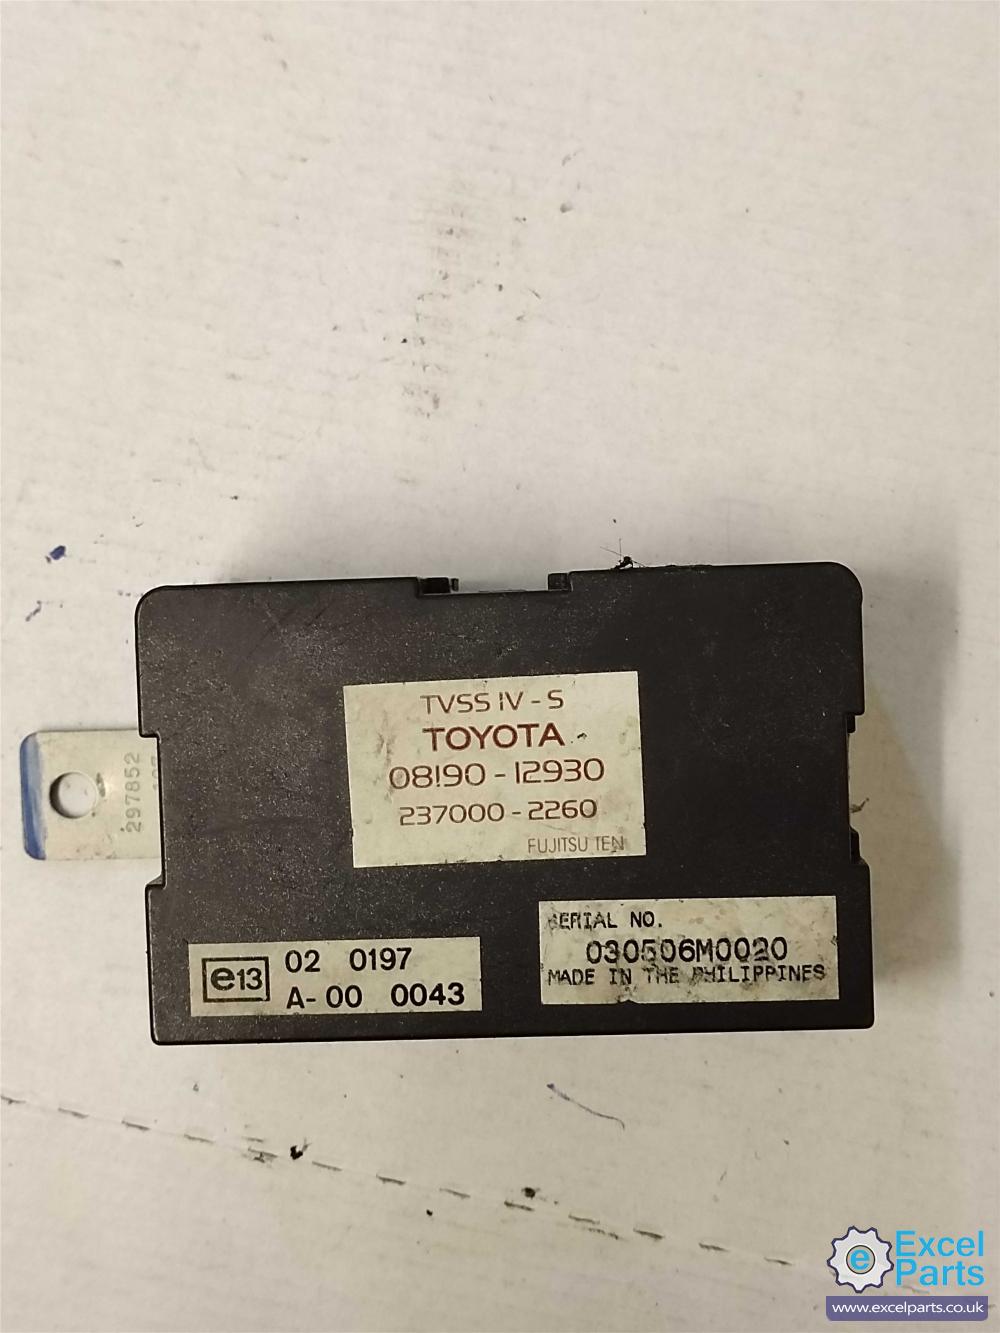 TVSS IV - S
TOYOTA
08190 - 12930
237000 - 2260
FUJITSU TEN
297852
SERIAL NO.
030506M0020
MADE IN THE PHILIPPINES
e13
02 0197
A- 00 0043
e
Excel
Parts
www.excelparts.co.uk